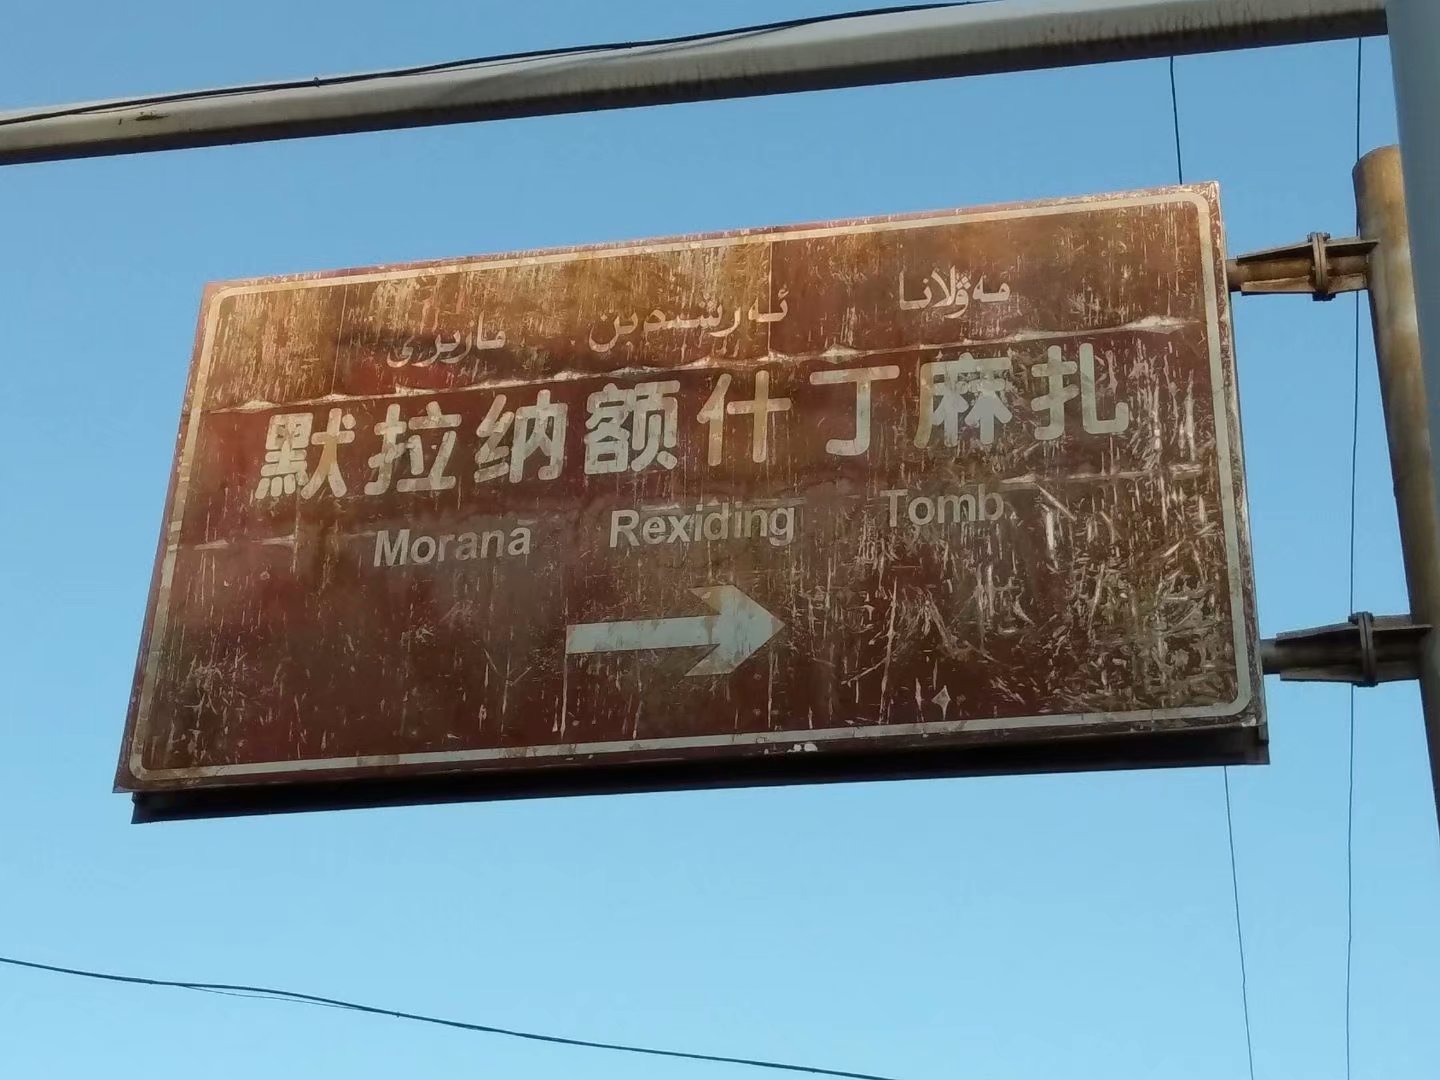 مەۋلانا ئەرشىدىن مازىرى
默拉纳额什丁麻扎
Morana Rexiding Tomb